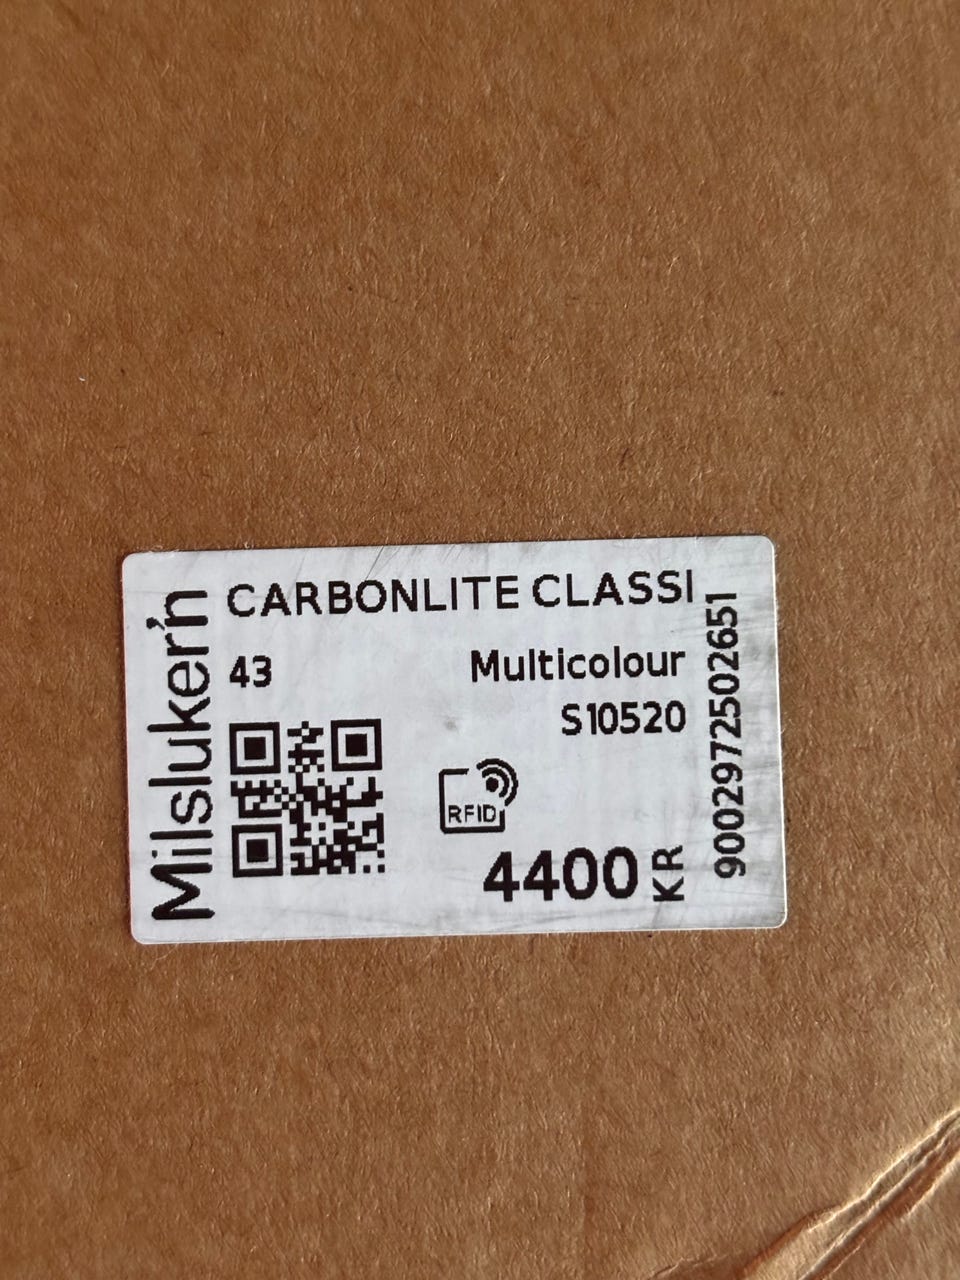 Milsluker'n
CARBONLITE CLASSI
43
Multicolour
S10520
RFID
4400 KR
9002972502651